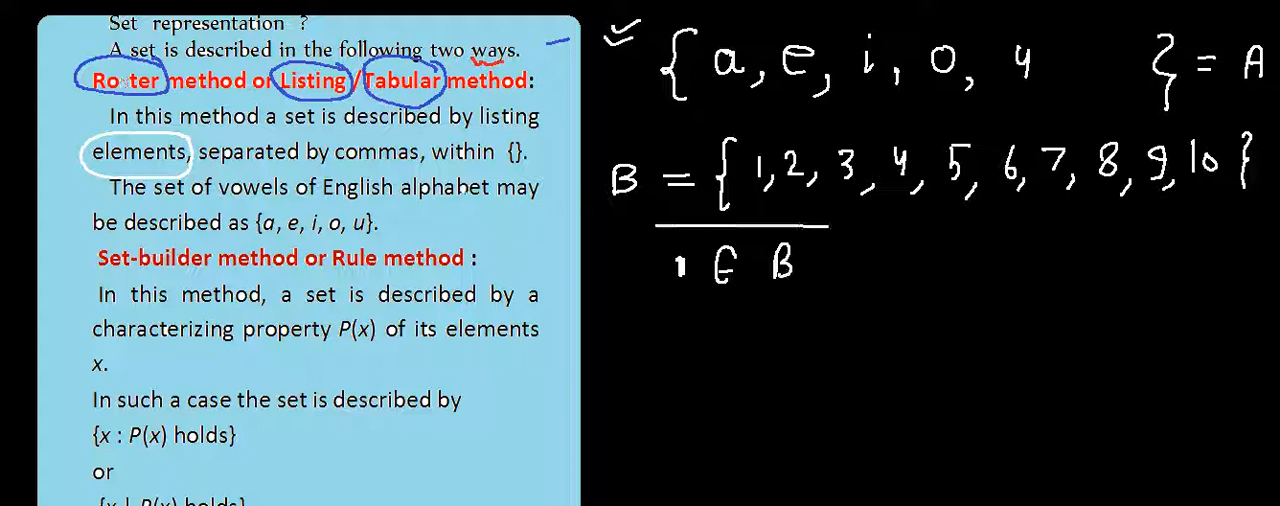 Set representation ?
A set is described in the following two ways.
Roster method or Listing /Tabular method:
In this method a set is described by listing
elements, separated by commas, within {}.
The set of vowels of English alphabet may
be described as {a, e, i, o, u}.
Set-builder method or Rule method :
In this method, a set is described by a
characterizing property P(x) of its elements
x.
In such a case the set is described by
{x : P(x) holds}
or
{x | P(x) holds}
{ a, e, i, o, u } = A
B = { 1, 2, 3, 4, 5, 6, 7, 8, 9, 10 }
1 ∈ B